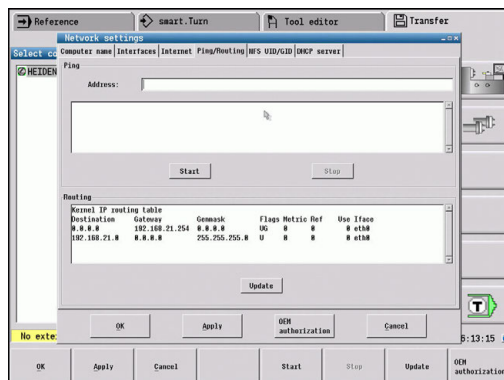 Reference smart.Turn Tool editor Transfer
Network settings
Select co
Computer name Interfaces Internet Ping/Routing NFS UID/GID DHCP server
HEIDEN
Ping
Address:
Start Stop
Routing
Kernel IP routing table
Destination Gateway Genmask Flags Metric Ref Use Iface
0.0.0.0 192.168.21.254 0.0.0.0 UG 0 0 0 eth0
192.168.21.0 0.0.0.0 255.255.255.0 U 0 0 0 eth0
Update
OK Apply OEM authorization Cancel
T
No exte
5:13:15
OK Apply Cancel Start Stop Update OEM authorization